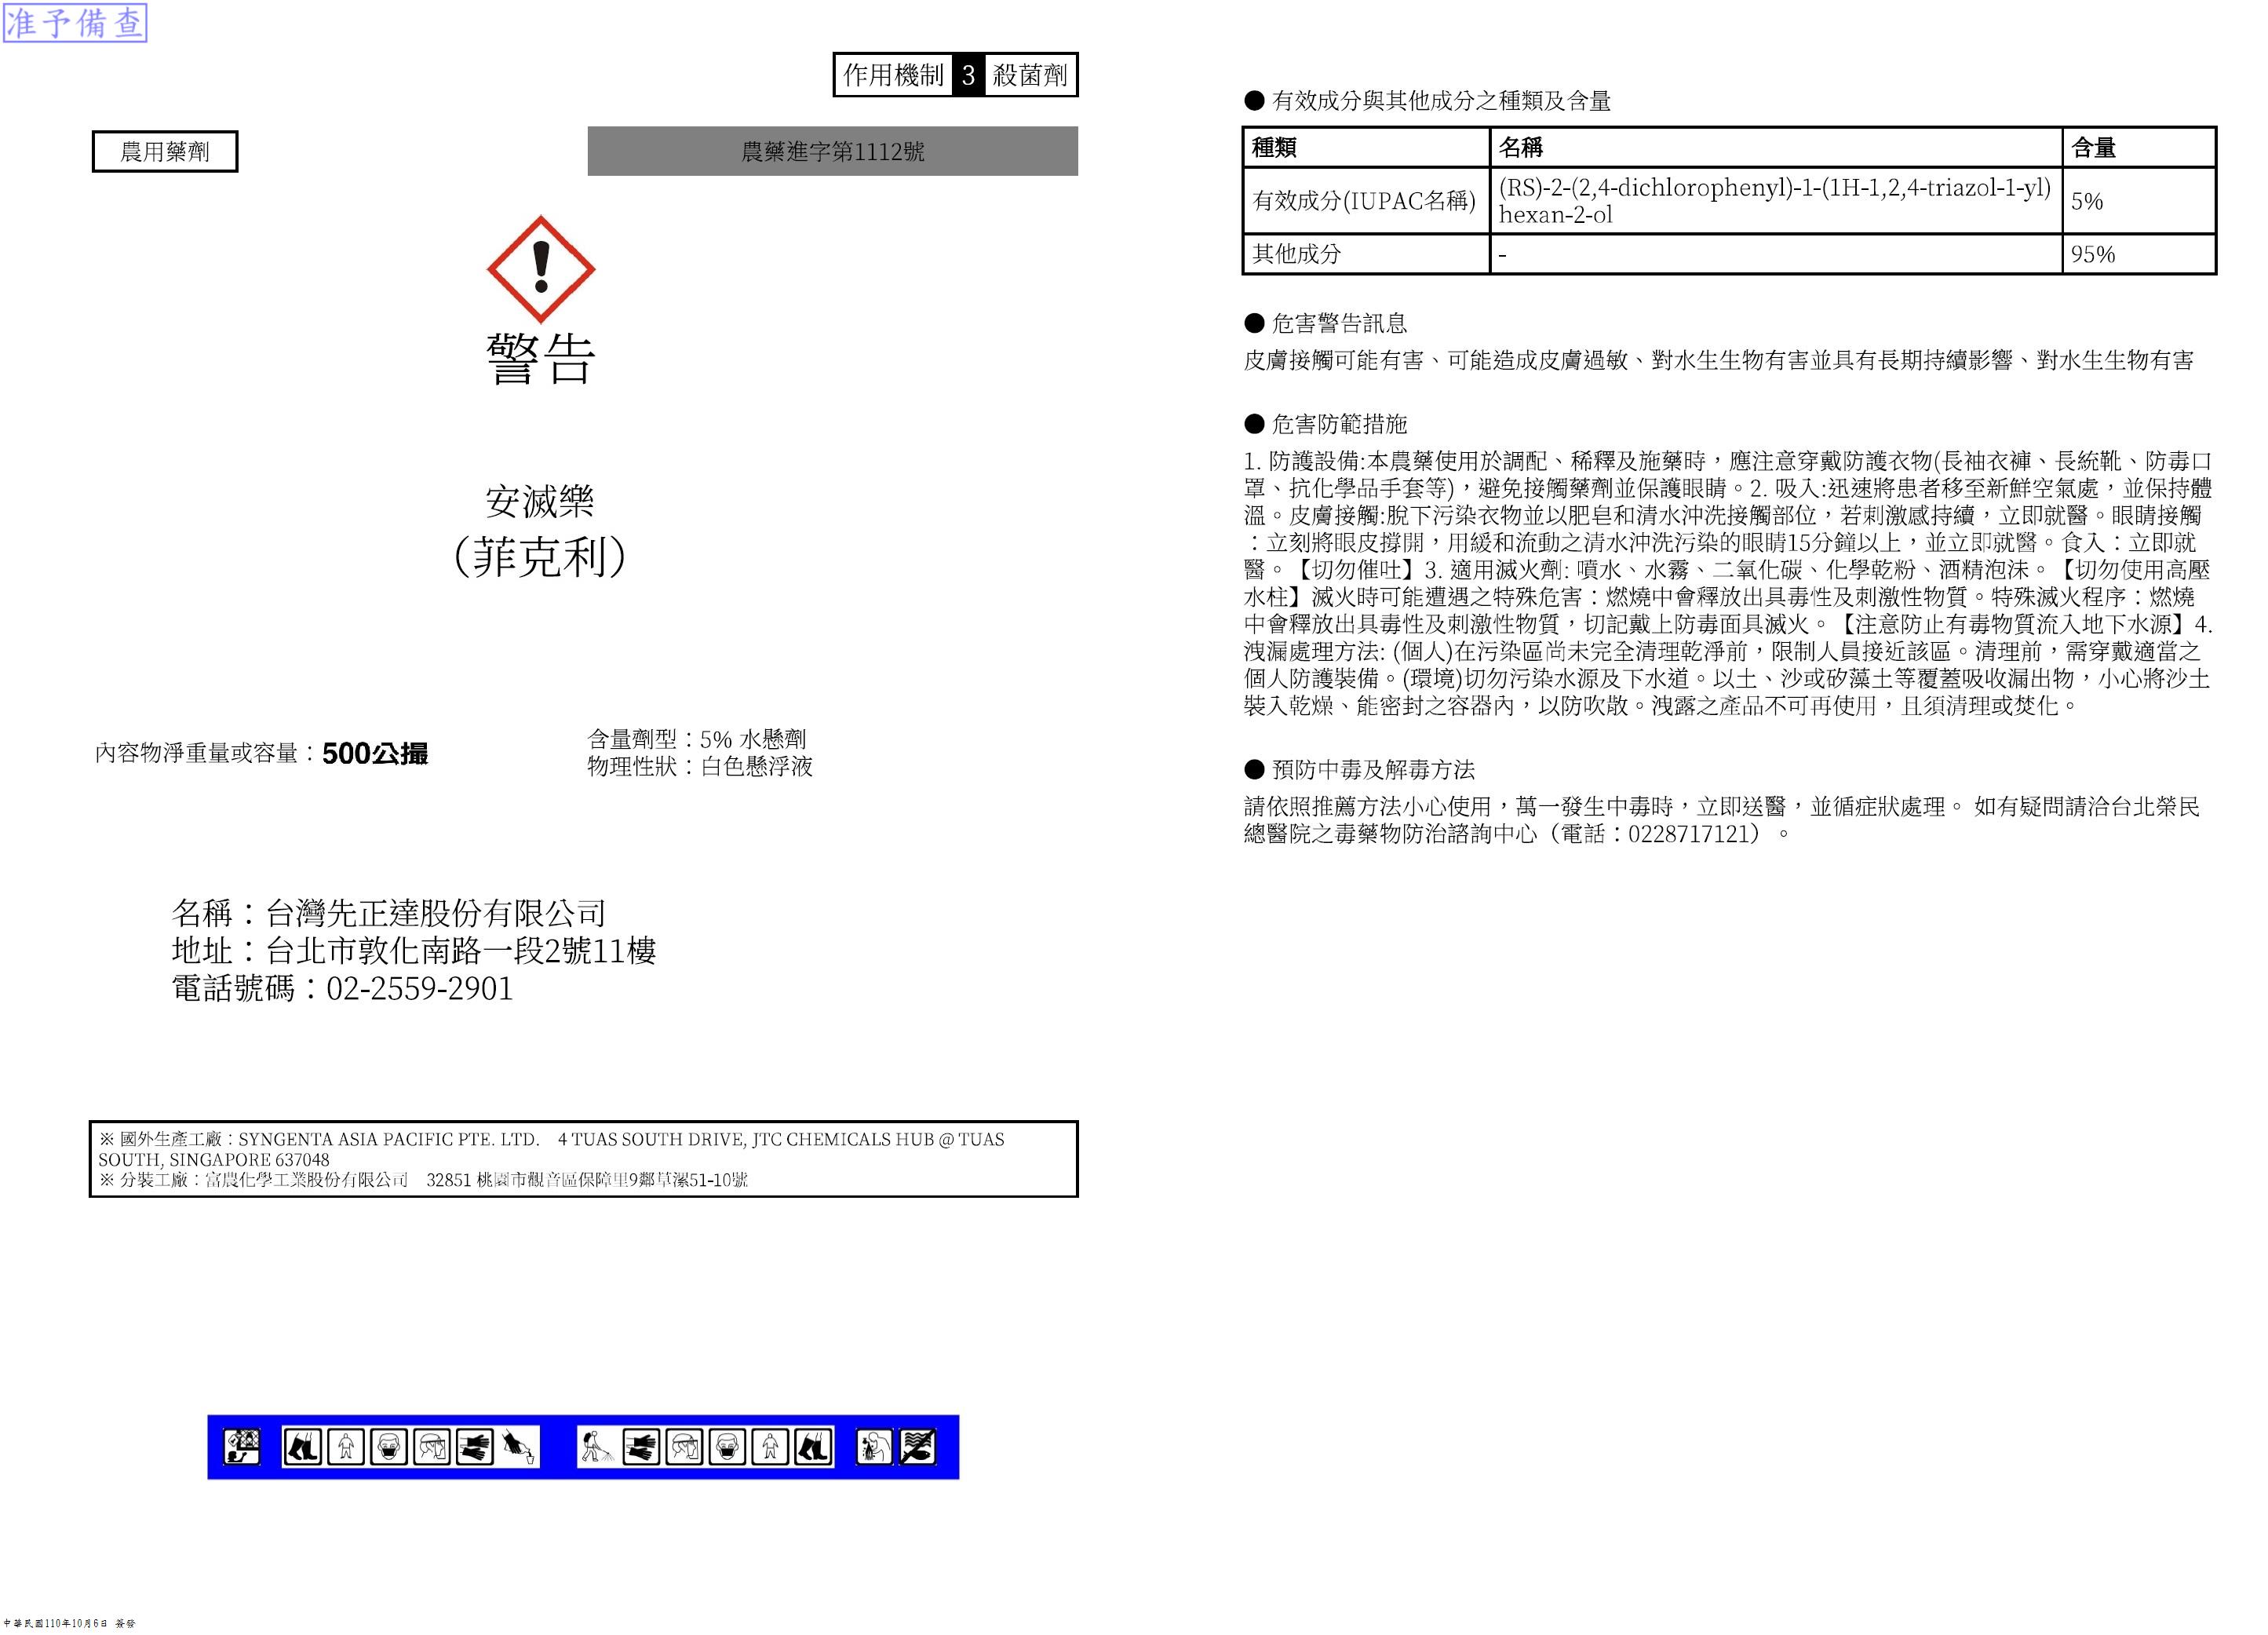 准予備查
作用機制 3 殺菌劑
農用藥劑
農藥進字第1112號
警告
安滅樂
（菲克利）
內容物淨重量或容量：500公撮
含量劑型：5% 水懸劑
物理性狀：白色懸浮液
名稱：台灣先正達股份有限公司
地址：台北市敦化南路一段2號11樓
電話號碼：02-2559-2901
※ 國外生產工廠：SYNGENTA ASIA PACIFIC PTE. LTD. 4 TUAS SOUTH DRIVE, JTC CHEMICALS HUB @ TUAS
SOUTH, SINGAPORE 637048
※ 分裝工廠：富農化學工業股份有限公司 32851 桃園市觀音區保障里9鄰草漯51-10號
中華民國110年10月6日 簽發
● 有效成分與其他成分之種類及含量
種類 名稱 含量
有效成分(IUPAC名稱) (RS)-2-(2,4-dichlorophenyl)-1-(1H-1,2,4-triazol-1-yl)
hexan-2-ol 5%
其他成分 - 95%
● 危害警告訊息
皮膚接觸可能有害、可能造成皮膚過敏、對水生生物有害並具有長期持續影響、對水生生物有害
● 危害防範措施
1. 防護設備:本農藥使用於調配、稀釋及施藥時，應注意穿戴防護衣物(長袖衣褲、長統靴、防毒口
罩、抗化學品手套等)，避免接觸藥劑並保護眼睛。2. 吸入:迅速將患者移至新鮮空氣處，並保持體
溫。皮膚接觸:脫下污染衣物並以肥皂和清水沖洗接觸部位，若刺激感持續，立即就醫。眼睛接觸
：立刻將眼皮撐開，用緩和流動之清水沖洗污染的眼睛15分鐘以上，並立即就醫。食入：立即就
醫。【切勿催吐】3. 適用滅火劑: 噴水、水霧、二氧化碳、化學乾粉、酒精泡沫。【切勿使用高壓
水柱】滅火時可能遭遇之特殊危害：燃燒中會釋放出具毒性及刺激性物質。特殊滅火程序：燃燒
中會釋放出具毒性及刺激性物質，切記戴上防毒面具滅火。【注意防止有毒物質流入地下水源】4.
洩漏處理方法: (個人)在污染區尚未完全清理乾淨前，限制人員接近該區。清理前，需穿戴適當之
個人防護裝備。(環境)切勿污染水源及下水道。以土、沙或矽藻土等覆蓋吸收漏出物，小心將沙土
裝入乾燥、能密封之容器內，以防吹散。洩露之產品不可再使用，且須清理或焚化。
● 預防中毒及解毒方法
請依照推薦方法小心使用，萬一發生中毒時，立即送醫，並循症狀處理。 如有疑問請洽台北榮民
總醫院之毒藥物防治諮詢中心（電話：0228717121）。